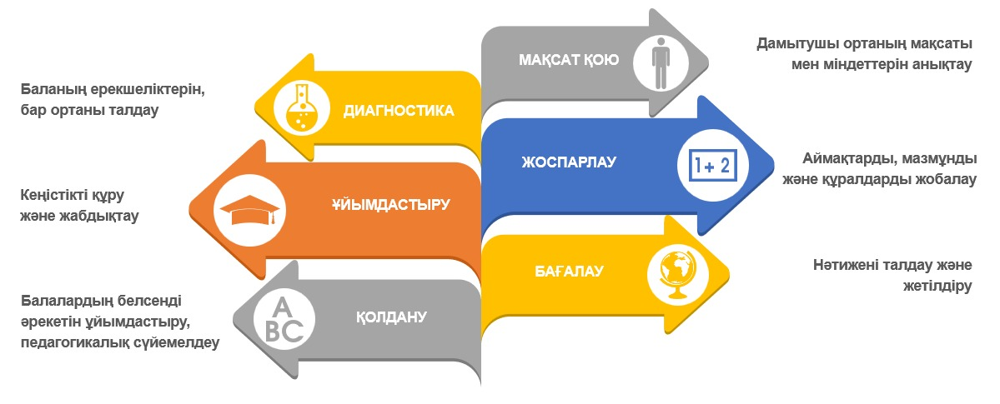 МАҚСАТ ҚОЮ
Дамытушы ортаның мақсаты
мен міндеттерін анықтау
Баланың ерекшеліктерін,
бар ортаны талдау
ДИАГНОСТИКА
ЖОСПАРЛАУ
1+ 2
Аймақтарды, мазмұнды
және құралдарды жобалау
Кеңістікті құру
және жабдықтау
ҰЙЫМДАСТЫРУ
БАҒАЛАУ
Нәтижені талдау және
жетілдіру
Балалардың белсенді
әрекетін ұйымдастыру,
педагогикалық сүйемелдеу
A
BC
ҚОЛДАНУ